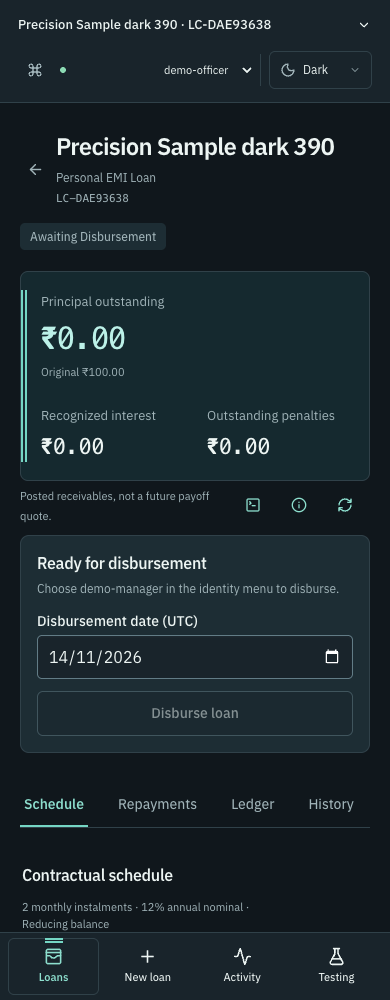 Precision Sample dark 390 · LC-DAE93638
⌘ demo-officer Dark
Precision Sample dark 390
Personal EMI Loan
LC-DAE93638
Awaiting Disbursement
Principal outstanding
₹0.00
Original ₹100.00
Recognized interest Outstanding penalties
₹0.00 ₹0.00
Posted receivables, not a future payoff
quote.
Ready for disbursement
Choose demo-manager in the identity menu to disburse.
Disbursement date (UTC)
14/11/2026
Disburse loan
Schedule Repayments Ledger History
Contractual schedule
2 monthly instalments · 12% annual nominal ·
Reducing balance
Loans New loan Activity Testing